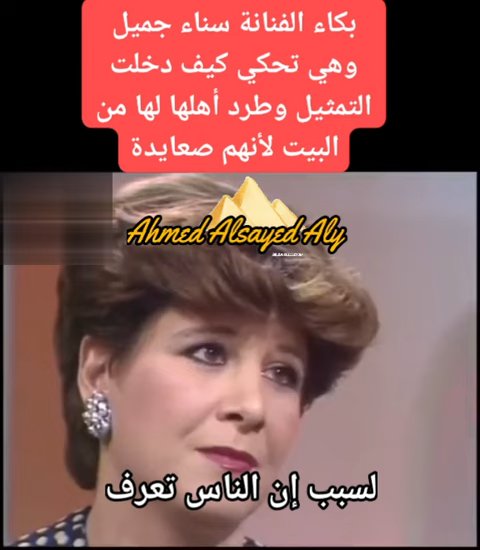 بكاء الفنانة سناء جميل
وهي تحكي كيف دخلت
التمثيل وطرد أهلها لها من
البيت لأنهم صعايدة
Ahmed Alsayed Aly
لسبب إن الناس تعرف